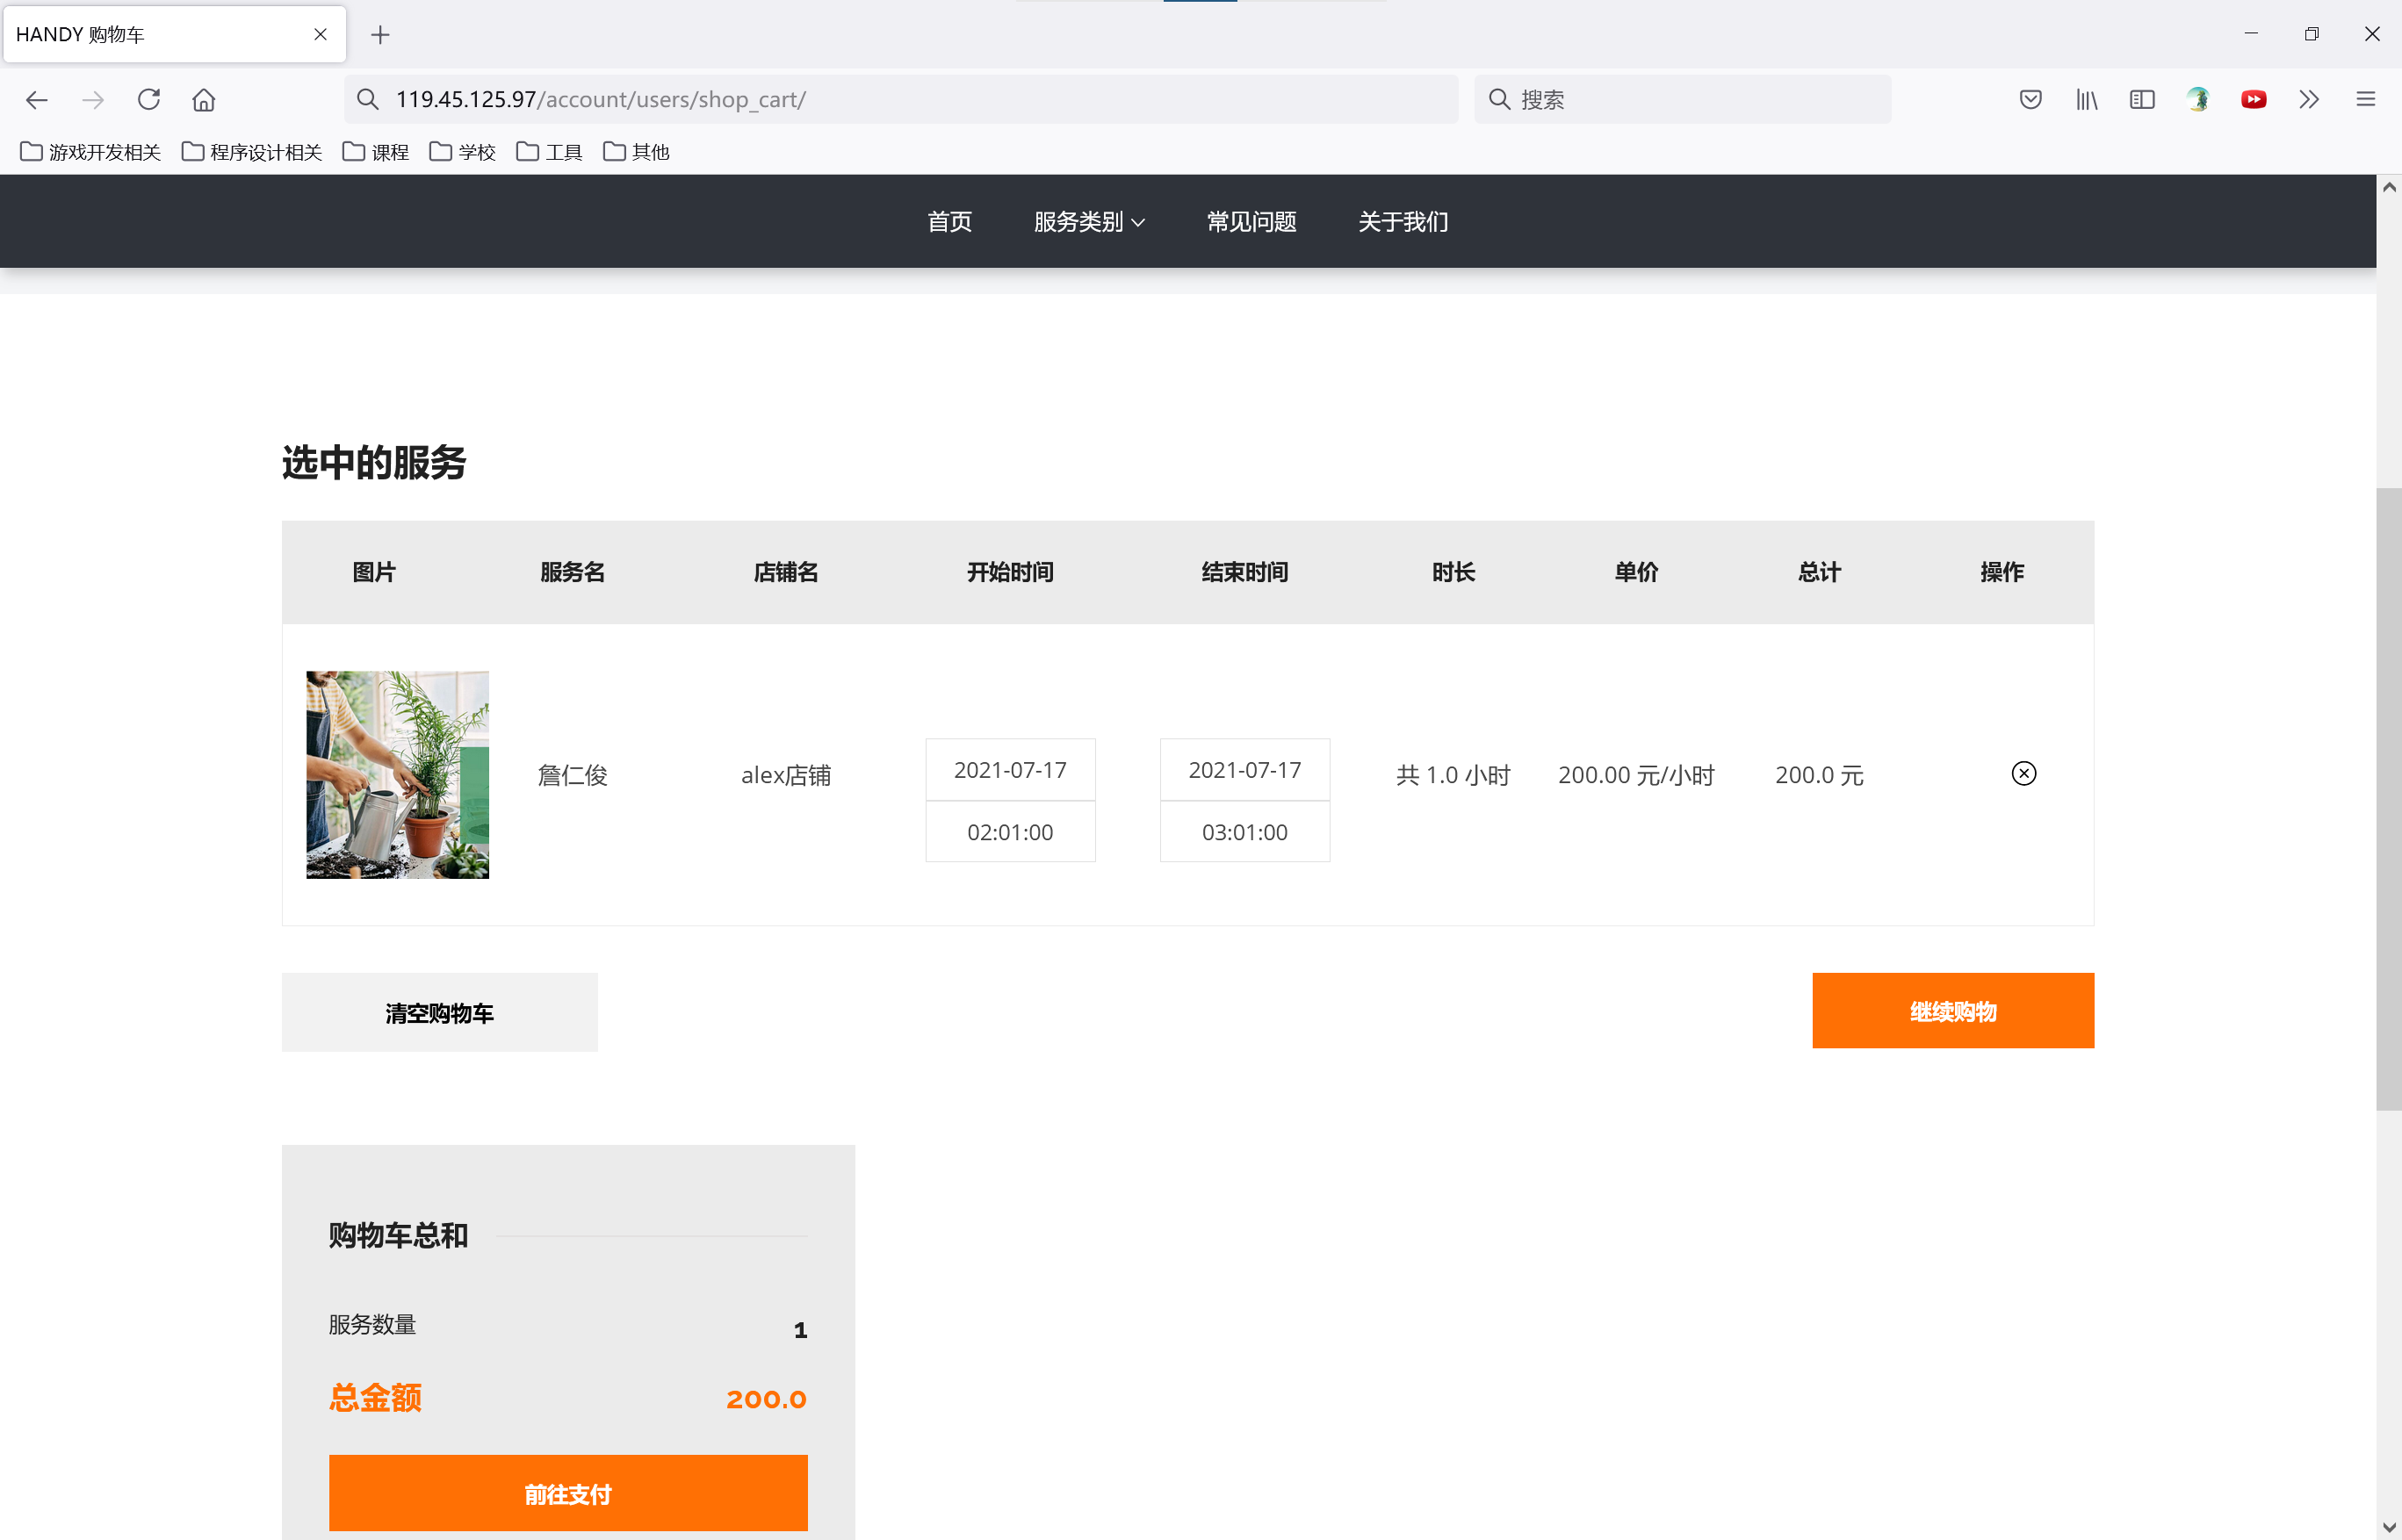 HANDY 购物车
119.45.125.97/account/users/shop_cart/
搜索
游戏开发相关 程序设计相关 课程 学校 工具 其他
首页 服务类别 常见问题 关于我们
选中的服务
图片 服务名 店铺名 开始时间 结束时间 时长 单价 总计 操作
詹仁俊 alex店铺 2021-07-17 02:01:00 2021-07-17 03:01:00 共 1.0 小时 200.00 元/小时 200.0 元
清空购物车 继续购物
购物车总和
服务数量 1
总金额 200.0
前往支付